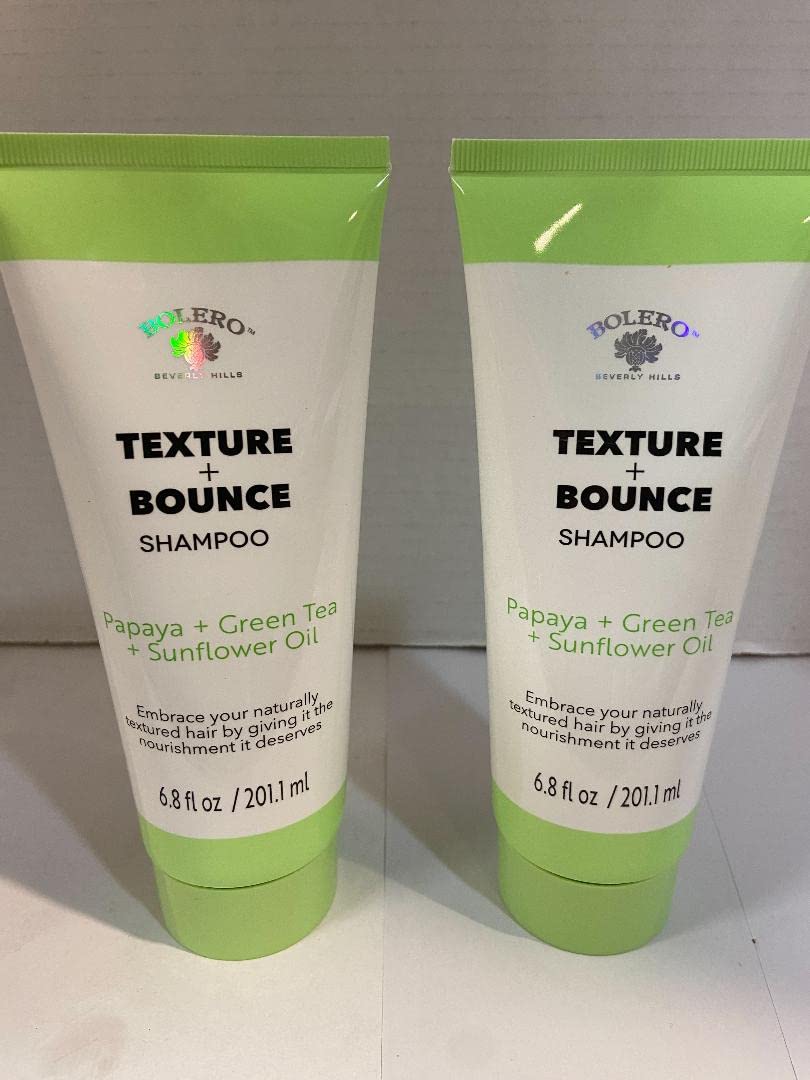 BOLERO™
BEVERLY HILLS
TEXTURE
+
BOUNCE
SHAMPOO
Papaya + Green Tea
+ Sunflower Oil
Embrace your naturally
textured hair by giving it the
nourishment it deserves
6.8 fl oz / 201.1 ml
BOLERO™
BEVERLY HILLS
TEXTURE
+
BOUNCE
SHAMPOO
Papaya + Green Tea
+ Sunflower Oil
Embrace your naturally
textured hair by giving it the
nourishment it deserves
6.8 fl oz / 201.1 ml